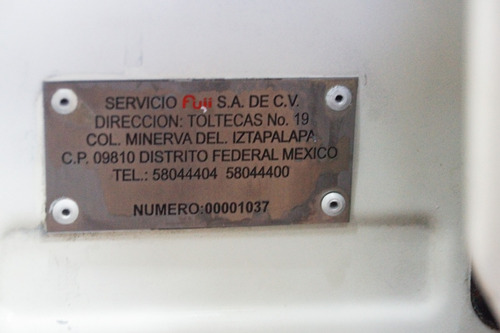 SERVICIO Fuji S.A. DE C.V.
DIRECCION: TOLTECAS No. 19
COL. MINERVA DEL. IZTAPALAPA
C.P. 09810 DISTRITO FEDERAL MEXICO
TEL.: 58044404 58044400
NUMERO:00001037